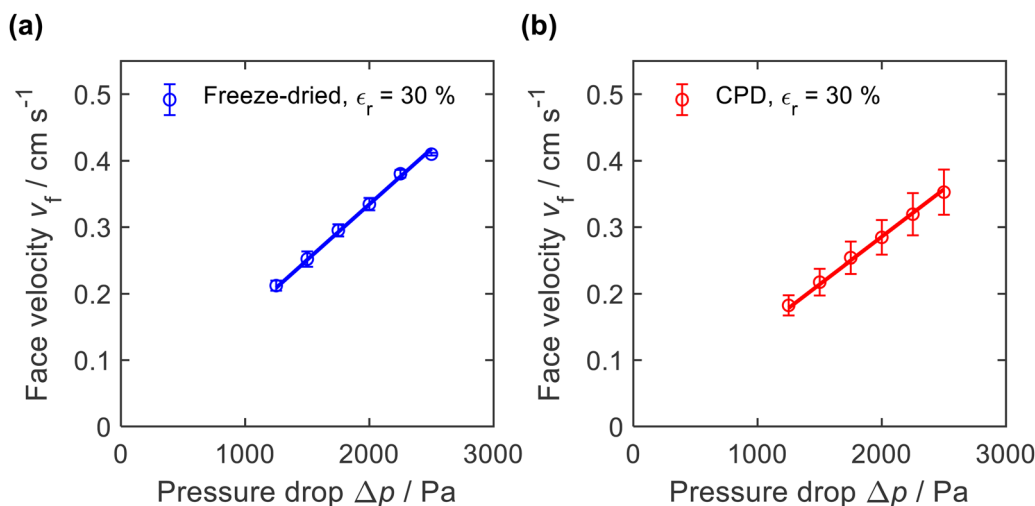 (a)
Freeze-dried, ϵr = 30 %
Face velocity vf / cm s-1
0.5
0.4
0.3
0.2
0.1
0
0 1000 2000 3000
Pressure drop Δp / Pa
(b)
CPD, ϵr = 30 %
Face velocity vf / cm s-1
0.5
0.4
0.3
0.2
0.1
0
0 1000 2000 3000
Pressure drop Δp / Pa